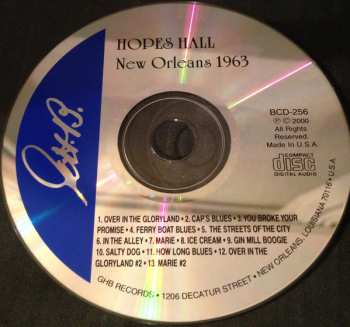 HOPES HALL
New Orleans 1963
BCD-256
℗ © 2000
All Rights
Reserved.
Made in U.S.A.
COMPACT
disc
DIGITAL AUDIO
G.H.B.
1. OVER IN THE GLORYLAND • 2. CAP'S BLUES • 3. YOU BROKE YOUR
PROMISE • 4. FERRY BOAT BLUES • 5. THE STREETS OF THE CITY
6. IN THE ALLEY • 7. MARIE • 8. ICE CREAM • 9. GIN MILL BOOGIE
10. SALTY DOG • 11. HOW LONG BLUES • 12. OVER IN
THE GLORYLAND #2 • 13. MARIE #2
GHB RECORDS • 1206 DECATUR STREET • NEW ORLEANS, LOUISIANA 70116 • U.S.A.